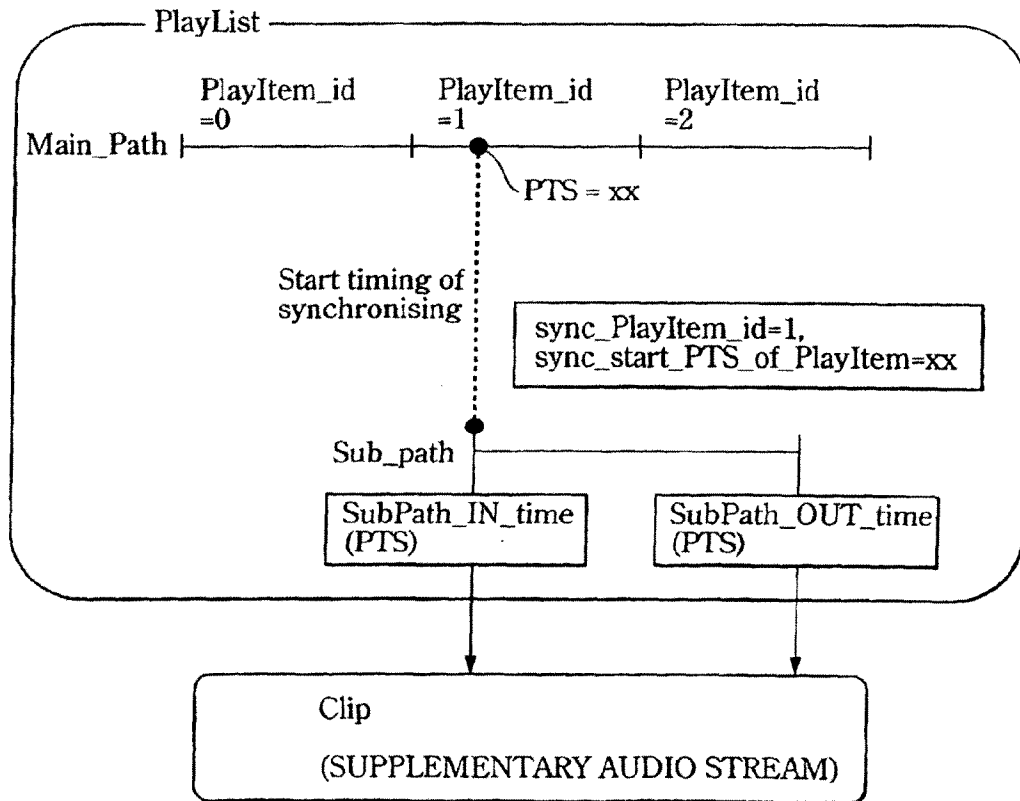 PlayList
PlayItem_id
=0
PlayItem_id
=1
PlayItem_id
=2
Main_Path
PTS = xx
Start timing of
synchronising
sync_PlayItem_id=1,
sync_start_PTS_of_PlayItem=xx
Sub_path
SubPath_IN_time
(PTS)
SubPath_OUT_time
(PTS)
Clip
(SUPPLEMENTARY AUDIO STREAM)